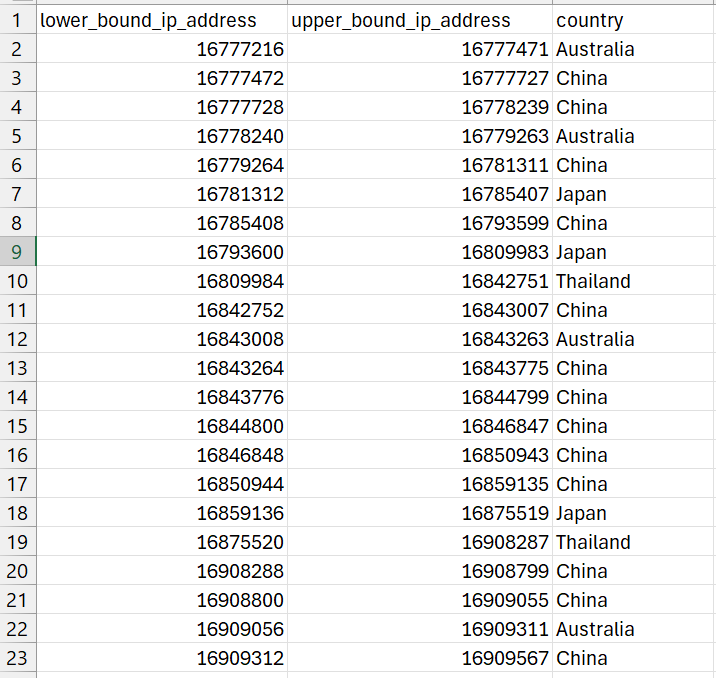 1 lower_bound_ip_address upper_bound_ip_address country
2 16777216 16777471 Australia
3 16777472 16777727 China
4 16777728 16778239 China
5 16778240 16779263 Australia
6 16779264 16781311 China
7 16781312 16785407 Japan
8 16785408 16793599 China
9 16793600 16809983 Japan
10 16809984 16842751 Thailand
11 16842752 16843007 China
12 16843008 16843263 Australia
13 16843264 16843775 China
14 16843776 16844799 China
15 16844800 16846847 China
16 16846848 16850943 China
17 16850944 16859135 China
18 16859136 16875519 Japan
19 16875520 16908287 Thailand
20 16908288 16908799 China
21 16908800 16909055 China
22 16909056 16909311 Australia
23 16909312 16909567 China